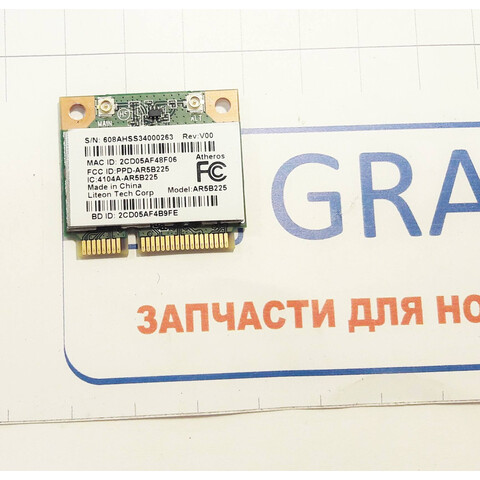 MAIN
ALT
S/N: 608AHSS34000263 Rev:V00
MAC ID: 2CD05AF48F06
Atheros
FCC ID:PPD-AR5B225
IC:4104A-AR5B225
FC
Made in China
Model:AR5B225
Liteon Tech Corp
BD ID: 2CD05AF4B9FE
GRA
ЗАПЧАСТИ ДЛЯ НО